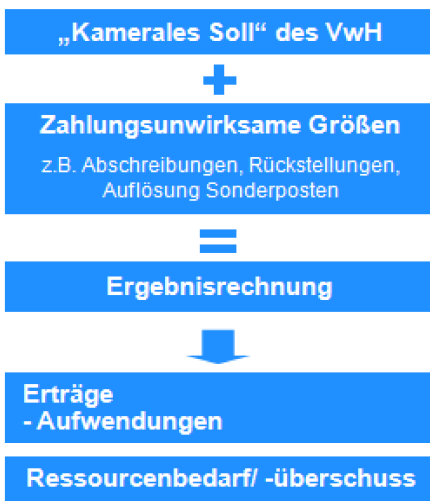 „Kamerales Soll“ des VwH
+
Zahlungsunwirksame Größen
z.B. Abschreibungen, Rückstellungen,
Auflösung Sonderposten
=
Ergebnisrechnung
Erträge
- Aufwendungen
Ressourcenbedarf/ -überschuss